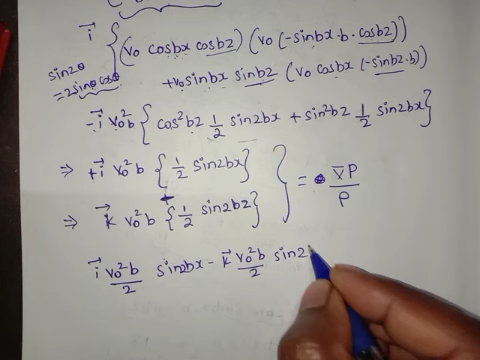 i⃗ { (v₀ cosbx cosbz) (v₀ (-sinbx·b·cosbz))
sin2θ = 2sinθ cosθ
+v₀ sinbx sinbz (v₀ cosbx (-sinbz·b)) }
-i⃗ v₀²b { cos²bz 1/2 sin2bx + sin²bz 1/2 sin2bx }
⇒ +i⃗ v₀²b { 1/2 sin2bx }
⇒ k⃗ v₀²b { 1/2 sin2bz } } = ∇P/ρ
i⃗ v₀²b/2 sin2bx - k⃗ v₀²b/2 sin2